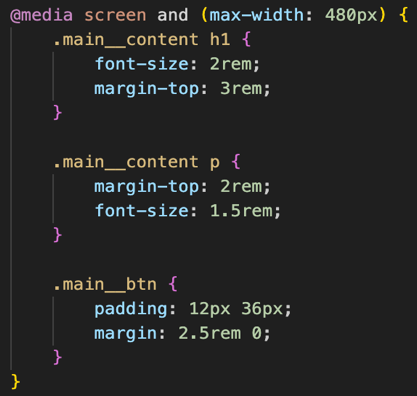 @media screen and (max-width: 480px) {
    .main__content h1 {
        font-size: 2rem;
        margin-top: 3rem;
    }

    .main__content p {
        margin-top: 2rem;
        font-size: 1.5rem;
    }

    .main__btn {
        padding: 12px 36px;
        margin: 2.5rem 0;
    }
}